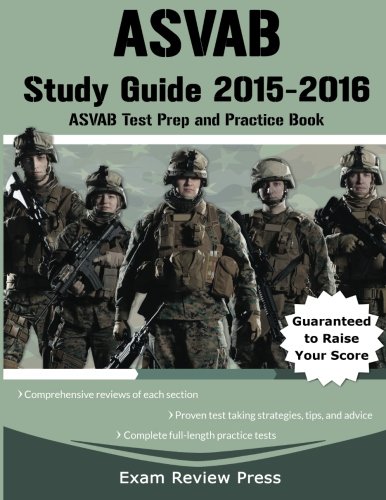 ASVAB
Study Guide 2015-2016
ASVAB Test Prep and Practice Book
Guaranteed
to Raise
Your Score
› Comprehensive reviews of each section
› Proven test taking strategies, tips, and advice
› Complete full-length practice tests
Exam Review Press